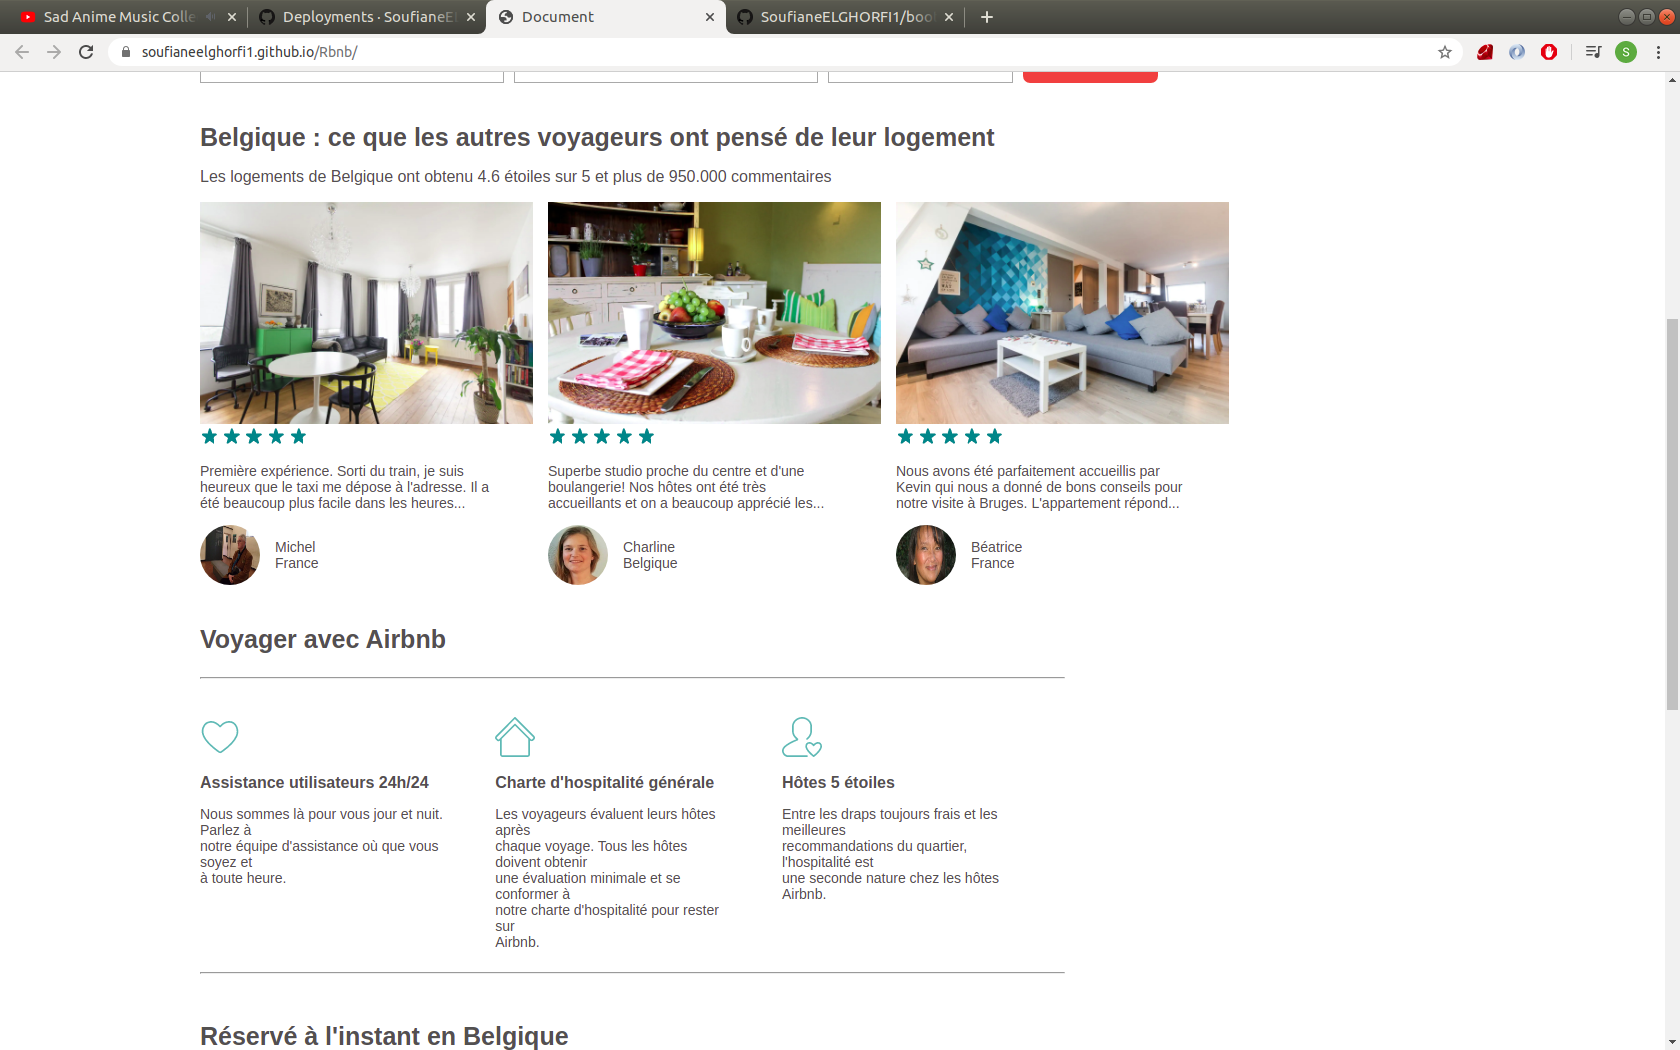 Sad Anime Music Colle
Deployments · SoufianeEL
Document
SoufianeELGHORFI1/boo
soufianeelghorfi1.github.io/Rbnb/
S
Belgique : ce que les autres voyageurs ont pensé de leur logement
Les logements de Belgique ont obtenu 4.6 étoiles sur 5 et plus de 950.000 commentaires
Première expérience. Sorti du train, je suis
heureux que le taxi me dépose à l'adresse. Il a
été beaucoup plus facile dans les heures...
Michel
France
Superbe studio proche du centre et d'une
boulangerie! Nos hôtes ont été très
accueillants et on a beaucoup apprécié les...
Charline
Belgique
Nous avons été parfaitement accueillis par
Kevin qui nous a donné de bons conseils pour
notre visite à Bruges. L'appartement répond...
Béatrice
France
Voyager avec Airbnb
Assistance utilisateurs 24h/24
Nous sommes là pour vous jour et nuit.
Parlez à
notre équipe d'assistance où que vous
soyez et
à toute heure.
Charte d'hospitalité générale
Les voyageurs évaluent leurs hôtes
après
chaque voyage. Tous les hôtes
doivent obtenir
une évaluation minimale et se
conformer à
notre charte d'hospitalité pour rester
sur
Airbnb.
Hôtes 5 étoiles
Entre les draps toujours frais et les
meilleures
recommandations du quartier,
l'hospitalité est
une seconde nature chez les hôtes
Airbnb.
Réservé à l'instant en Belgique